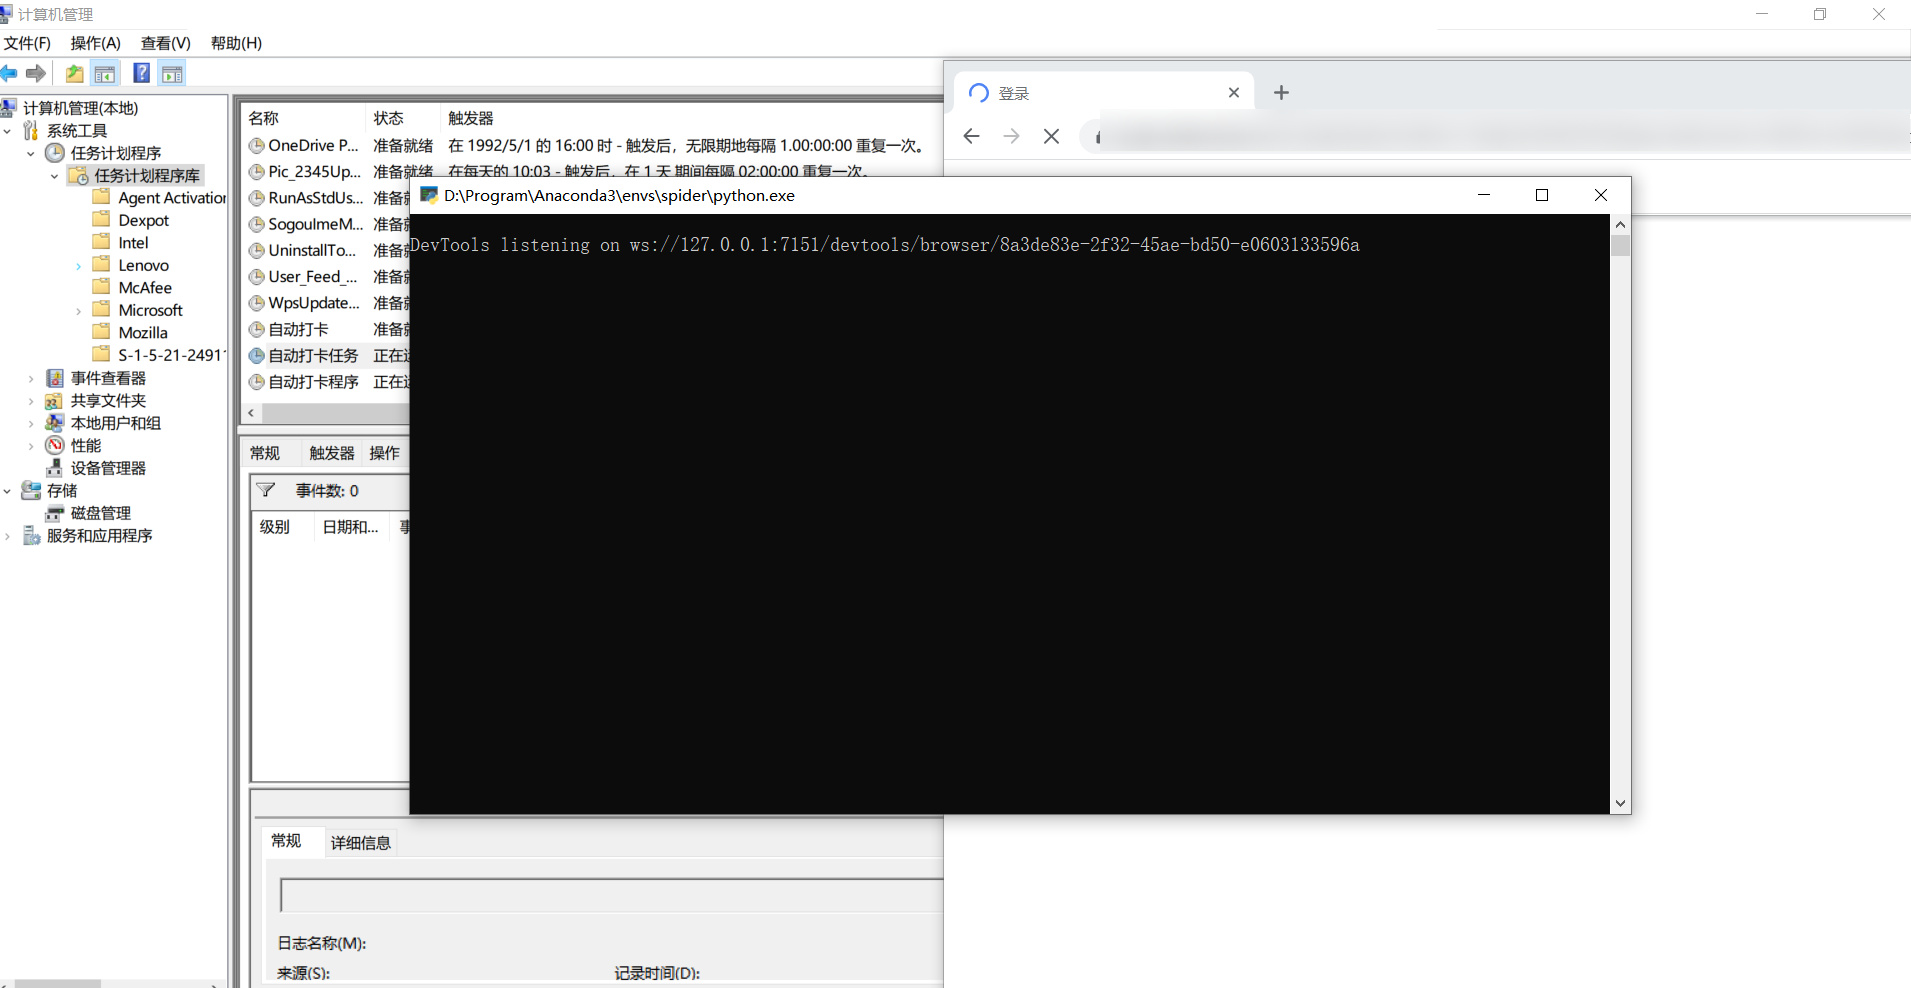 计算机管理
文件(F) 操作(A) 查看(V) 帮助(H)
计算机管理(本地)
系统工具
任务计划程序
任务计划程序库
Agent Activation
Dexpot
Intel
Lenovo
McAfee
Microsoft
Mozilla
S-1-5-21-2491
事件查看器
共享文件夹
本地用户和组
性能
设备管理器
存储
磁盘管理
服务和应用程序
名称 状态 触发器
OneDrive P... 准备就绪 在 1992/5/1 的 16:00 时 - 触发后，无限期地每隔 1.00:00:00 重复一次。
Pic_2345Up... 准备就绪 在每天的 10:03 - 触发后，在 1 天 期间每隔 02:00:00 重复一次。
RunAsStdUs... 准备
SogouImeM... 准备
UninstallTo... 准备
User_Feed_... 准备
WpsUpdate... 准备
自动打卡 准备
自动打卡任务 正在
自动打卡程序 正在
常规 触发器 操作
事件数: 0
级别 日期和...
常规 详细信息
日志名称(M):
来源(S): 记录时间(D):
登录
D:\Program\Anaconda3\envs\spider\python.exe
DevTools listening on ws://127.0.0.1:7151/devtools/browser/8a3de83e-2f32-45ae-bd50-e0603133596a